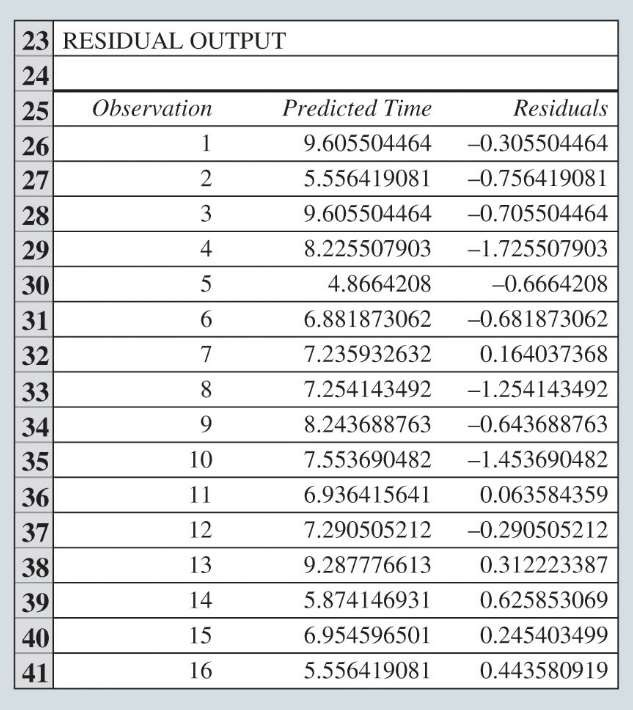 23 RESIDUAL OUTPUT
24
25 Observation Predicted Time Residuals
26 1 9.605504464 –0.305504464
27 2 5.556419081 –0.756419081
28 3 9.605504464 –0.705504464
29 4 8.225507903 –1.725507903
30 5 4.8664208 –0.6664208
31 6 6.881873062 –0.681873062
32 7 7.235932632 0.164037368
33 8 7.254143492 –1.254143492
34 9 8.243688763 –0.643688763
35 10 7.553690482 –1.453690482
36 11 6.936415641 0.063584359
37 12 7.290505212 –0.290505212
38 13 9.287776613 0.312223387
39 14 5.874146931 0.625853069
40 15 6.954596501 0.245403499
41 16 5.556419081 0.443580919